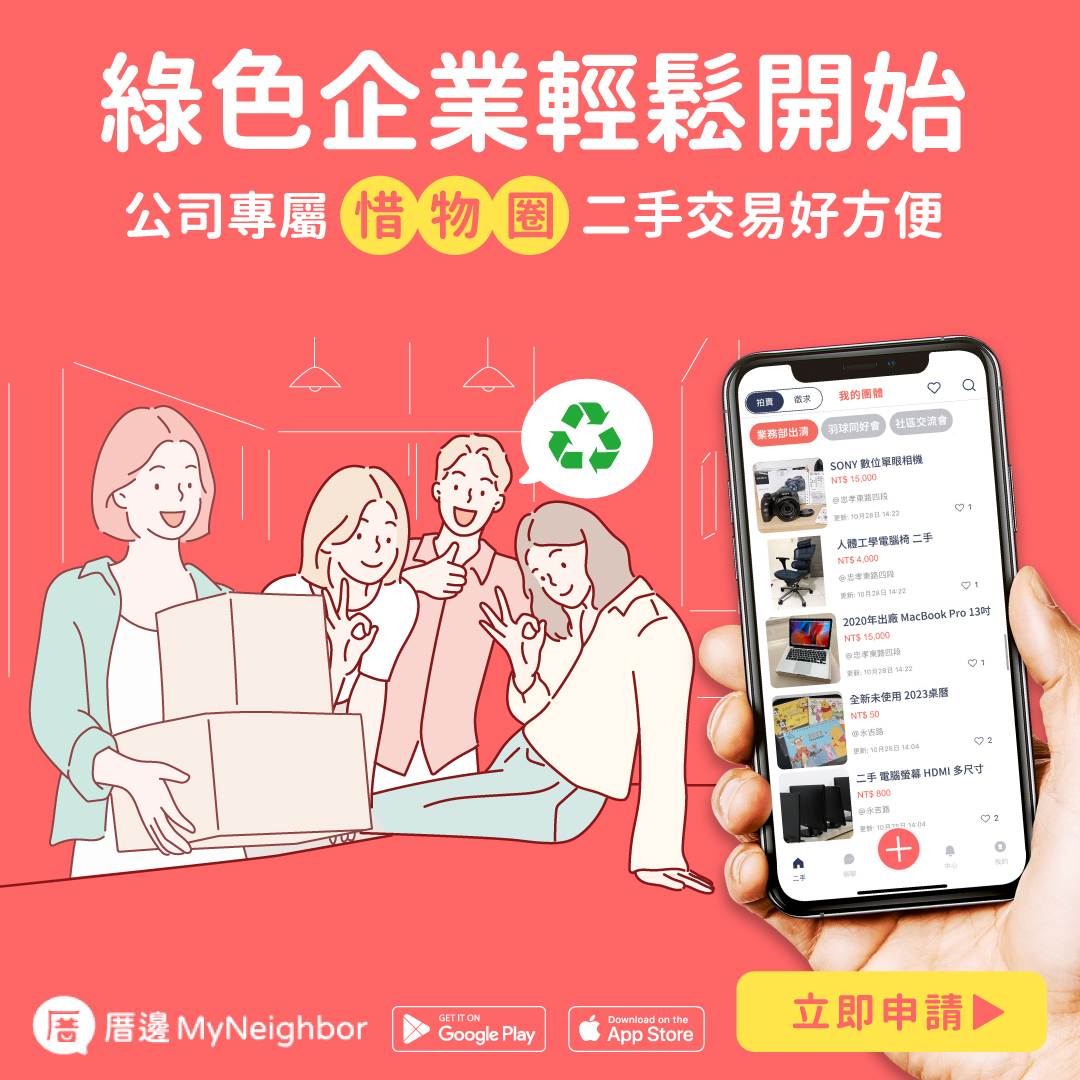 綠色企業輕鬆開始
公司專屬 惜物圈 二手交易好方便
拍賣 徵求 我的團體
業務部出清 羽球同好會 社區交流會
SONY 數位單眼相機
NT$ 15,000
@忠孝東路四段
更新: 10月28日 14:22
1
人體工學電腦椅 二手
NT$ 4,000
@忠孝東路四段
更新: 10月28日 14:22
1
2020年出廠 MacBook Pro 13吋
NT$ 15,000
@忠孝東路四段
更新: 10月28日 14:22
1
全新未使用 2023桌曆
NT$ 50
@永吉路
更新: 10月28日 14:04
2
二手 電腦螢幕 HDMI 多尺寸
NT$ 800
@永吉路
更新: 10月28日 14:04
2
二手 中心 我的
厝 厝邊 MyNeighbor
GET IT ON
Google Play
Download on the
App Store
立即申請